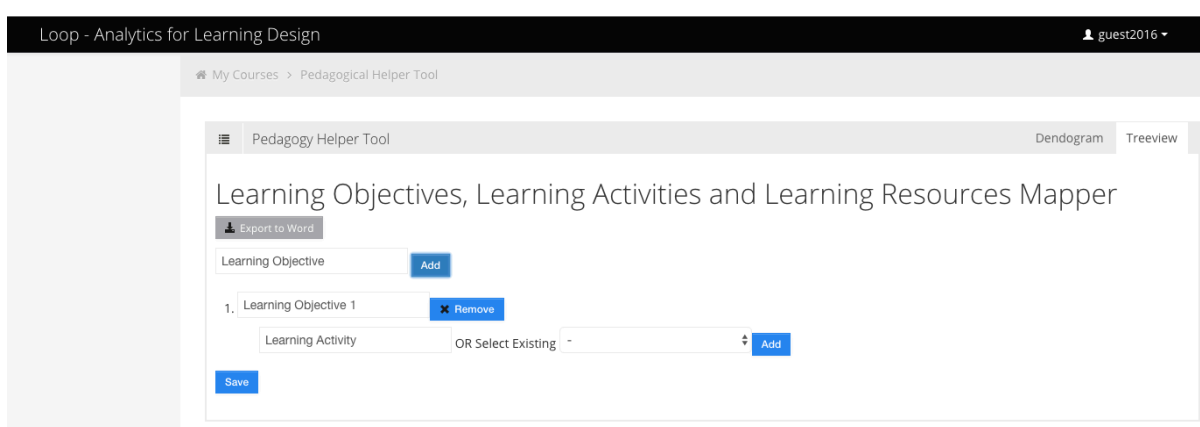 Loop - Analytics for Learning Design guest2016
My Courses > Pedagogical Helper Tool
Pedagogy Helper Tool Dendogram Treeview
Learning Objectives, Learning Activities and Learning Resources Mapper
Export to Word
Learning Objective Add
1. Learning Objective 1 Remove
Learning Activity OR Select Existing - Add
Save